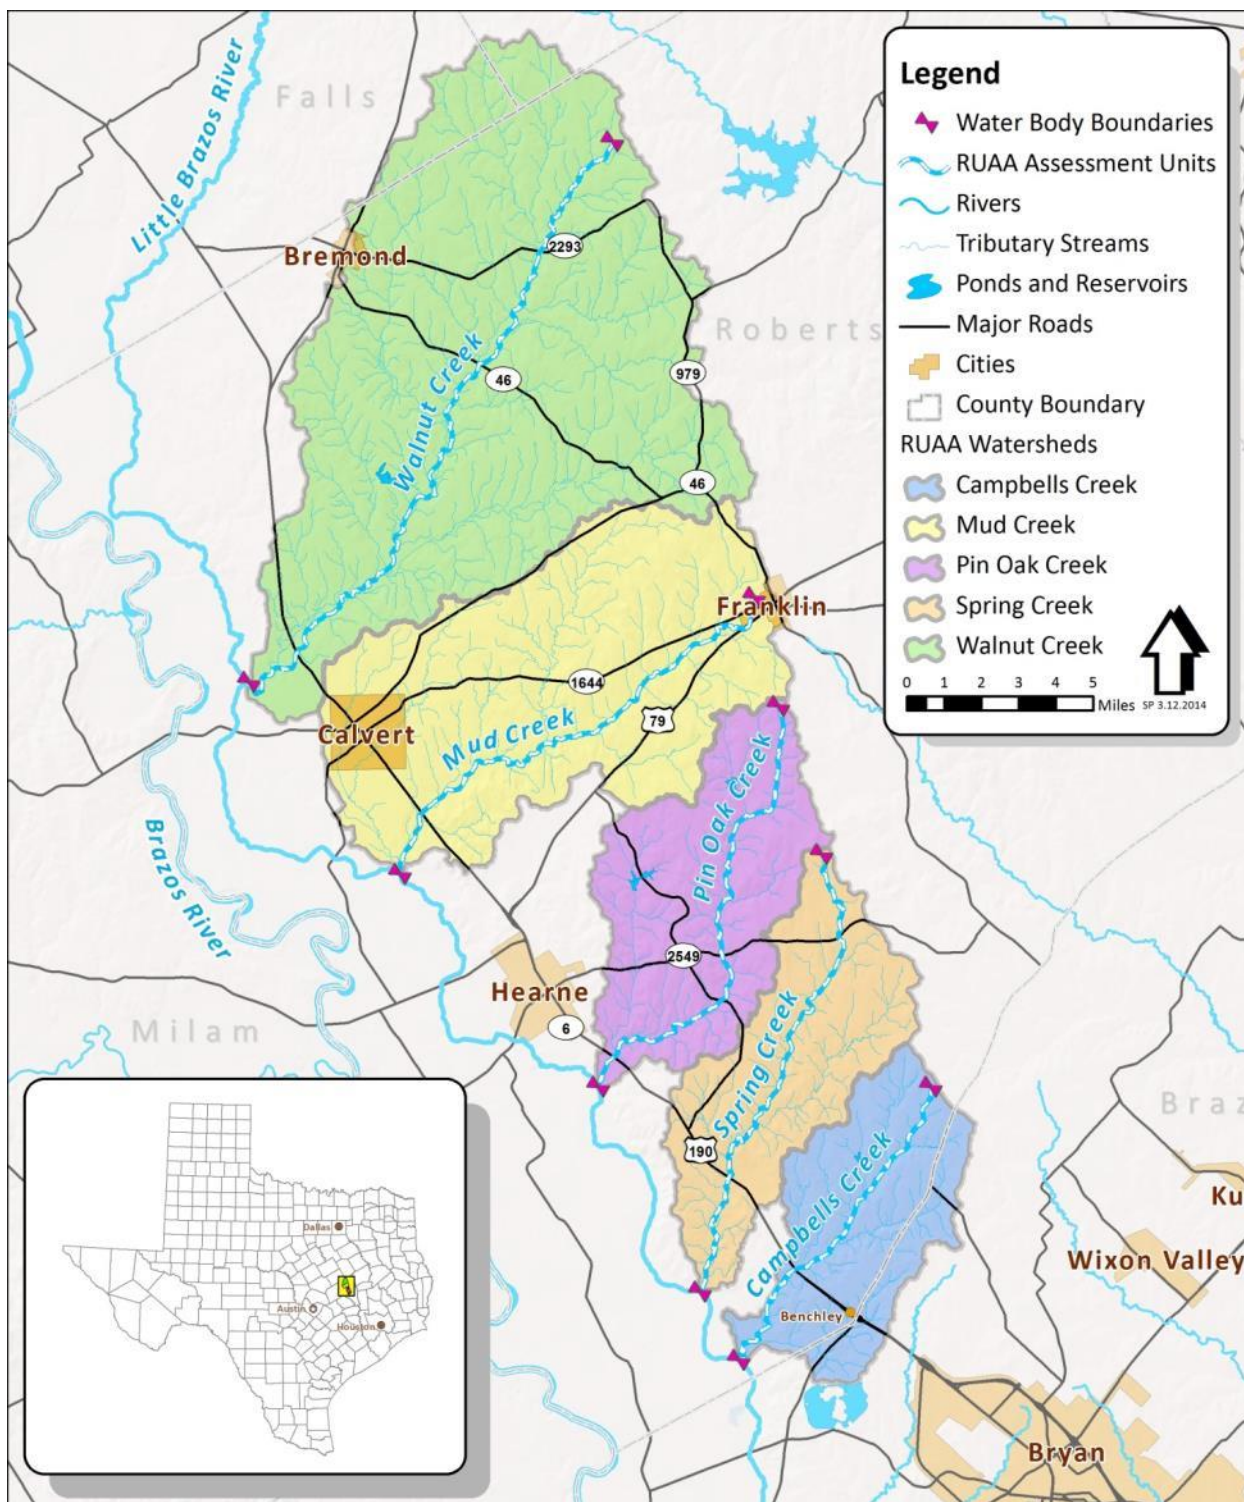 Falls
Little Brazos River
Bremond
2293
Roberts
Walnut Creek
46
979
46
Franklin
1644
Mud Creek
79
Calvert
Pin Oak Creek
Brazos River
2549
Hearne
6
Milam
Spring Creek
190
Campbells Creek
Benchley
Braz
Ku
Wixon Valley
Bryan
Legend
Water Body Boundaries
RUAA Assessment Units
Rivers
Tributary Streams
Ponds and Reservoirs
Major Roads
Cities
County Boundary
RUAA Watersheds
Campbells Creek
Mud Creek
Pin Oak Creek
Spring Creek
Walnut Creek
0 1 2 3 4 5
Miles
SP 3.12.2014
Dallas
Austin
Houston